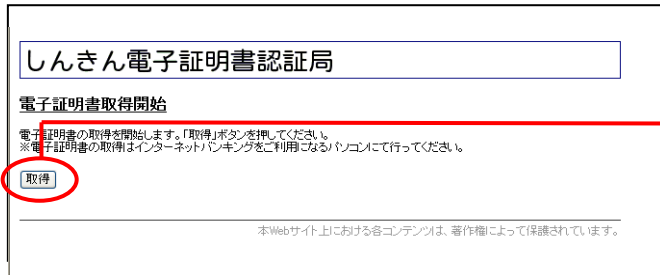 しんきん電子証明書認証局
電子証明書取得開始
電子証明書の取得を開始します。「取得」ボタンを押してください。
※電子証明書の取得はインターネットバンキングをご利用になるパソコンにて行ってください。
取得
本Webサイト上における各コンテンツは、著作権によって保護されています。